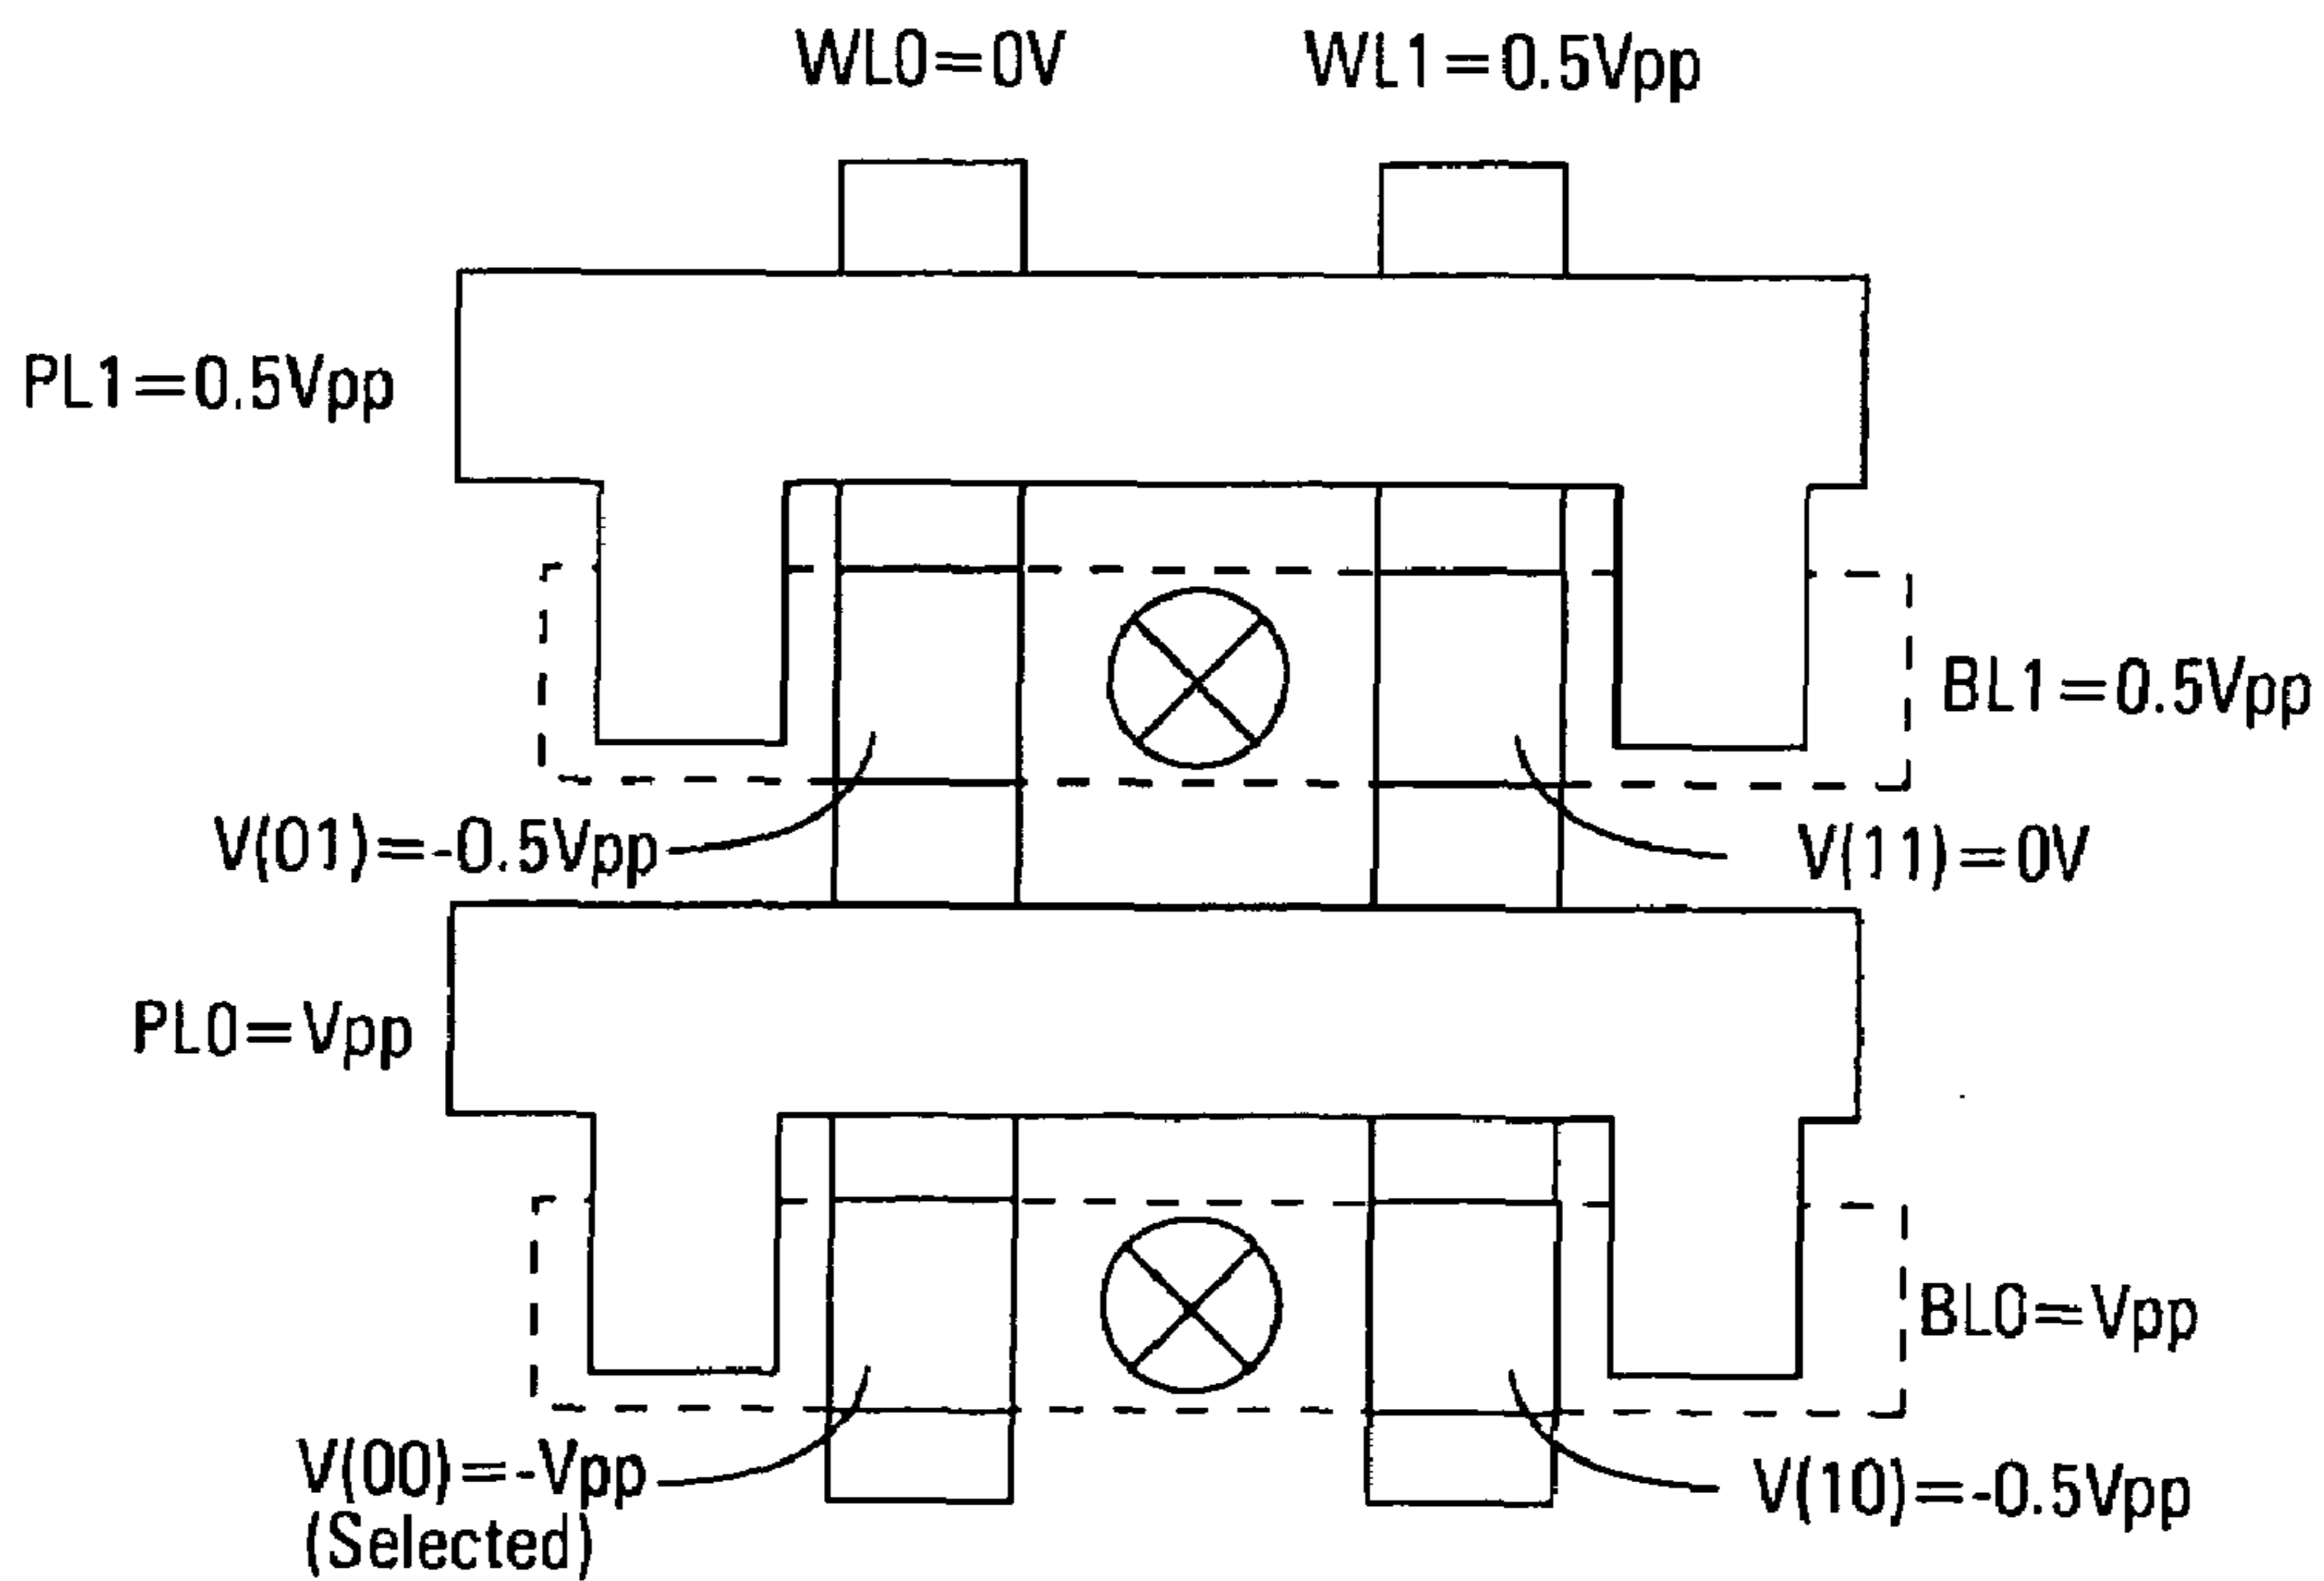 WL0=0V
WL1=0.5Vpp
PL1=0.5Vpp
BL1=0.5Vpp
V(01)=-0.5Vpp
V(11)=0V
PL0=Vpp
BL0=Vpp
V(00)=-Vpp
(Selected)
V(10)=-0.5Vpp